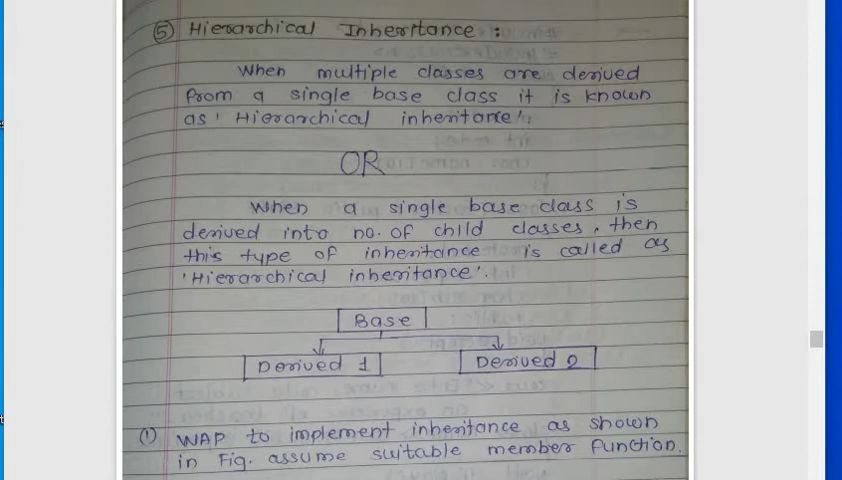 (5) Hierarchical Inheritance :
When multiple classes are derived
from a single base class it is known
as 'Hierarchical inheritance'.
OR
When a single base class is
derived into no. of child classes, then
this type of inheritance is called as
'Hierarchical inheritance'.
Base
Derived 1 Derived 2
(1) WAP to implement inheritance as shown
in Fig. assume suitable member function.